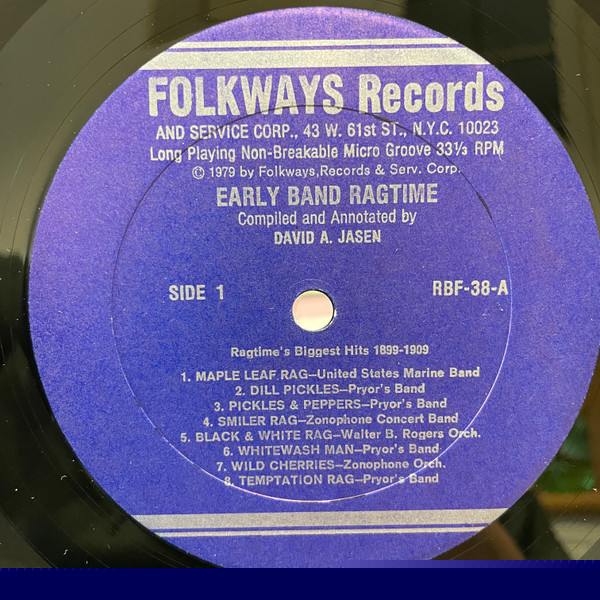 FOLKWAYS Records
AND SERVICE CORP., 43 W. 61st ST., N.Y.C. 10023
Long Playing Non-Breakable Micro Groove 33⅓ RPM
© 1979 by Folkways,Records & Serv. Corp.
EARLY BAND RAGTIME
Compiled and Annotated by
DAVID A. JASEN
SIDE 1
RBF-38-A
Ragtime's Biggest Hits 1899-1909
1. MAPLE LEAF RAG—United States Marine Band
2. DILL PICKLES—Pryor's Band
3. PICKLES & PEPPERS—Pryor's Band
4. SMILER RAG—Zonophone Concert Band
5. BLACK & WHITE RAG—Walter B. Rogers Orch.
6. WHITEWASH MAN—Pryor's Band
7. WILD CHERRIES—Zonophone Orch.
8. TEMPTATION RAG—Pryor's Band